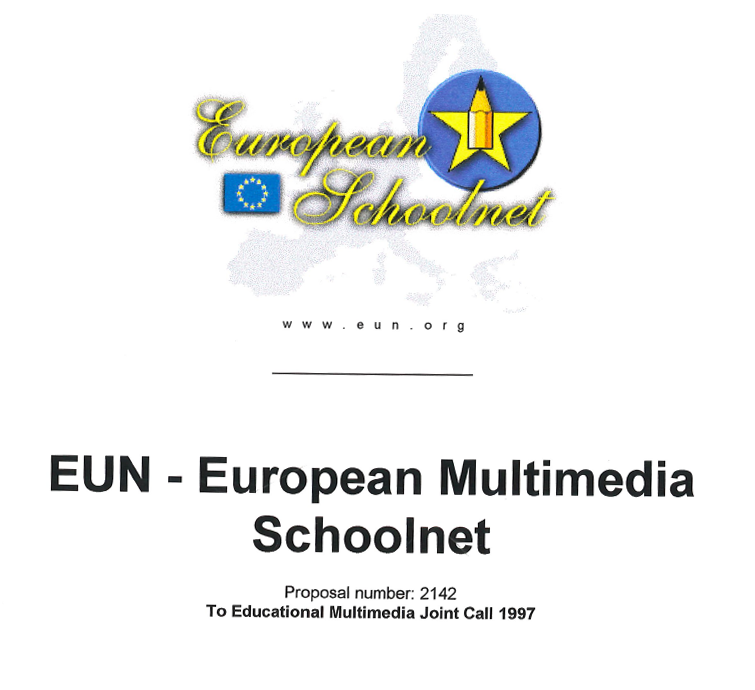 European
Schoolnet
www.eun.org
EUN - European Multimedia
Schoolnet
Proposal number: 2142
To Educational Multimedia Joint Call 1997